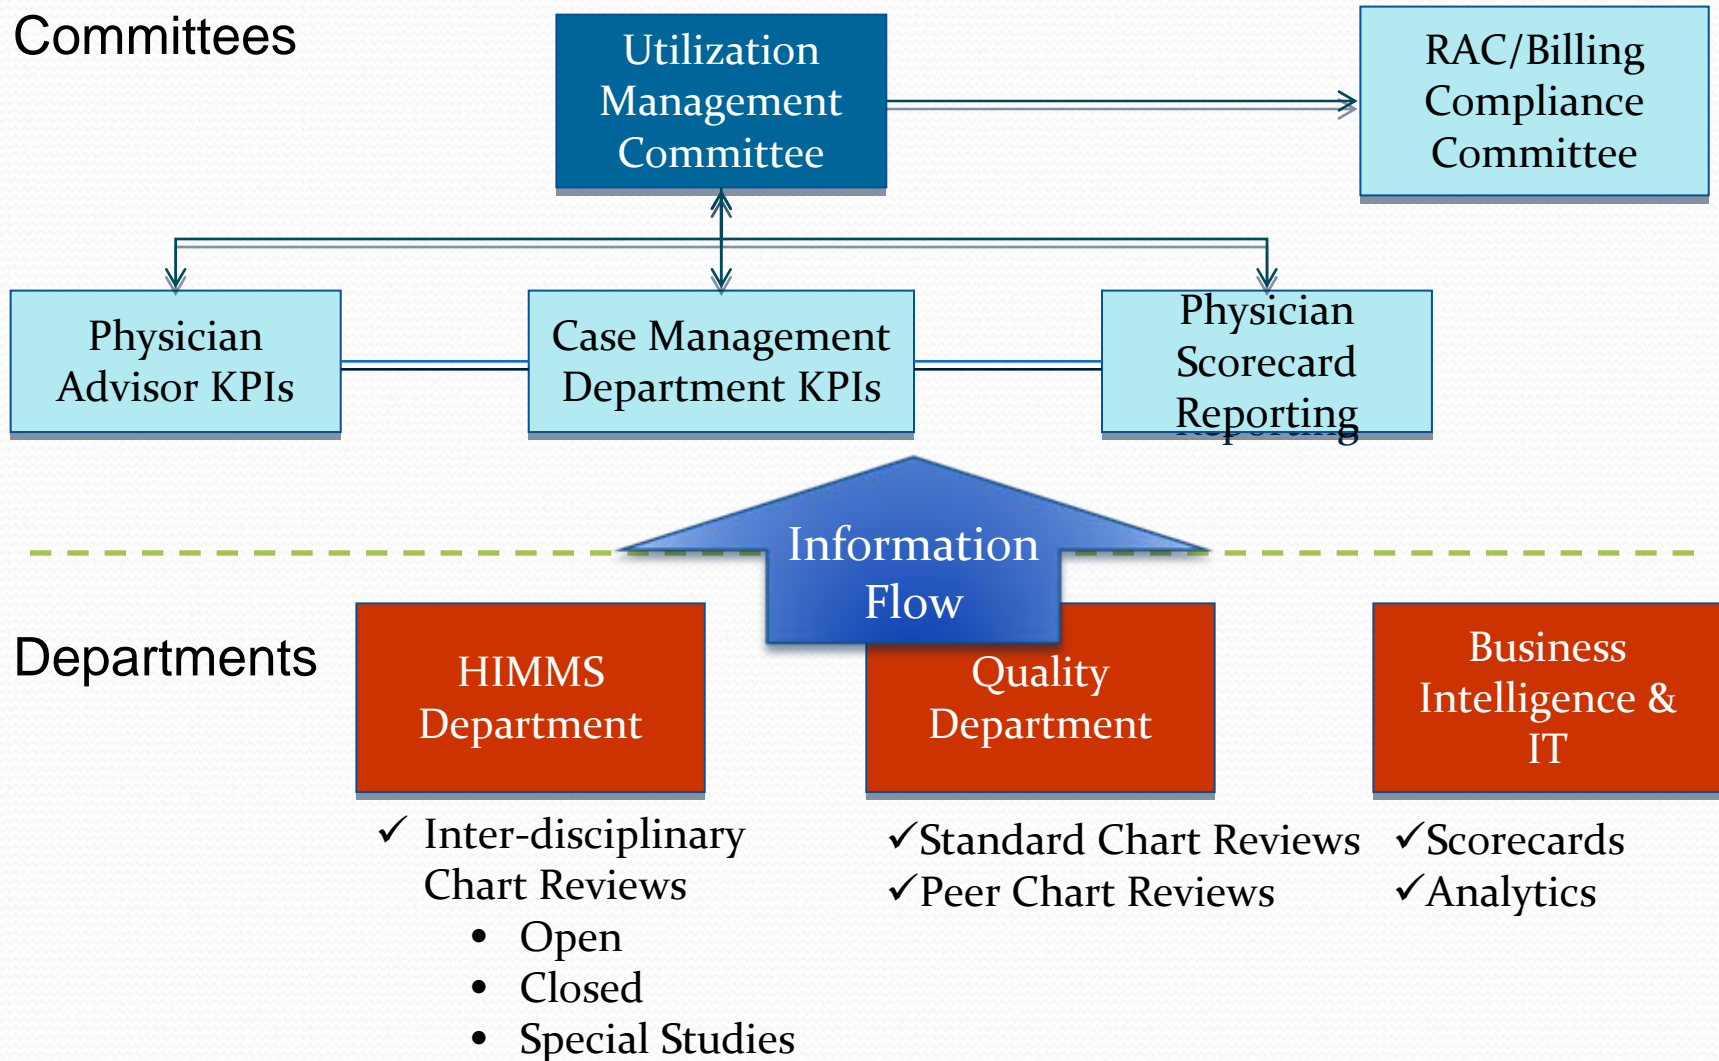 Committees
Utilization
Management
Committee
RAC/Billing
Compliance
Committee
Physician
Advisor KPIs
Case Management
Department KPIs
Physician
Scorecard
Reporting
Information
Flow
Departments
HIMMS
Department
Quality
Department
Business
Intelligence &
IT
✓ Inter-disciplinary
Chart Reviews
• Open
• Closed
• Special Studies
✓Standard Chart Reviews
✓Peer Chart Reviews
✓Scorecards
✓Analytics